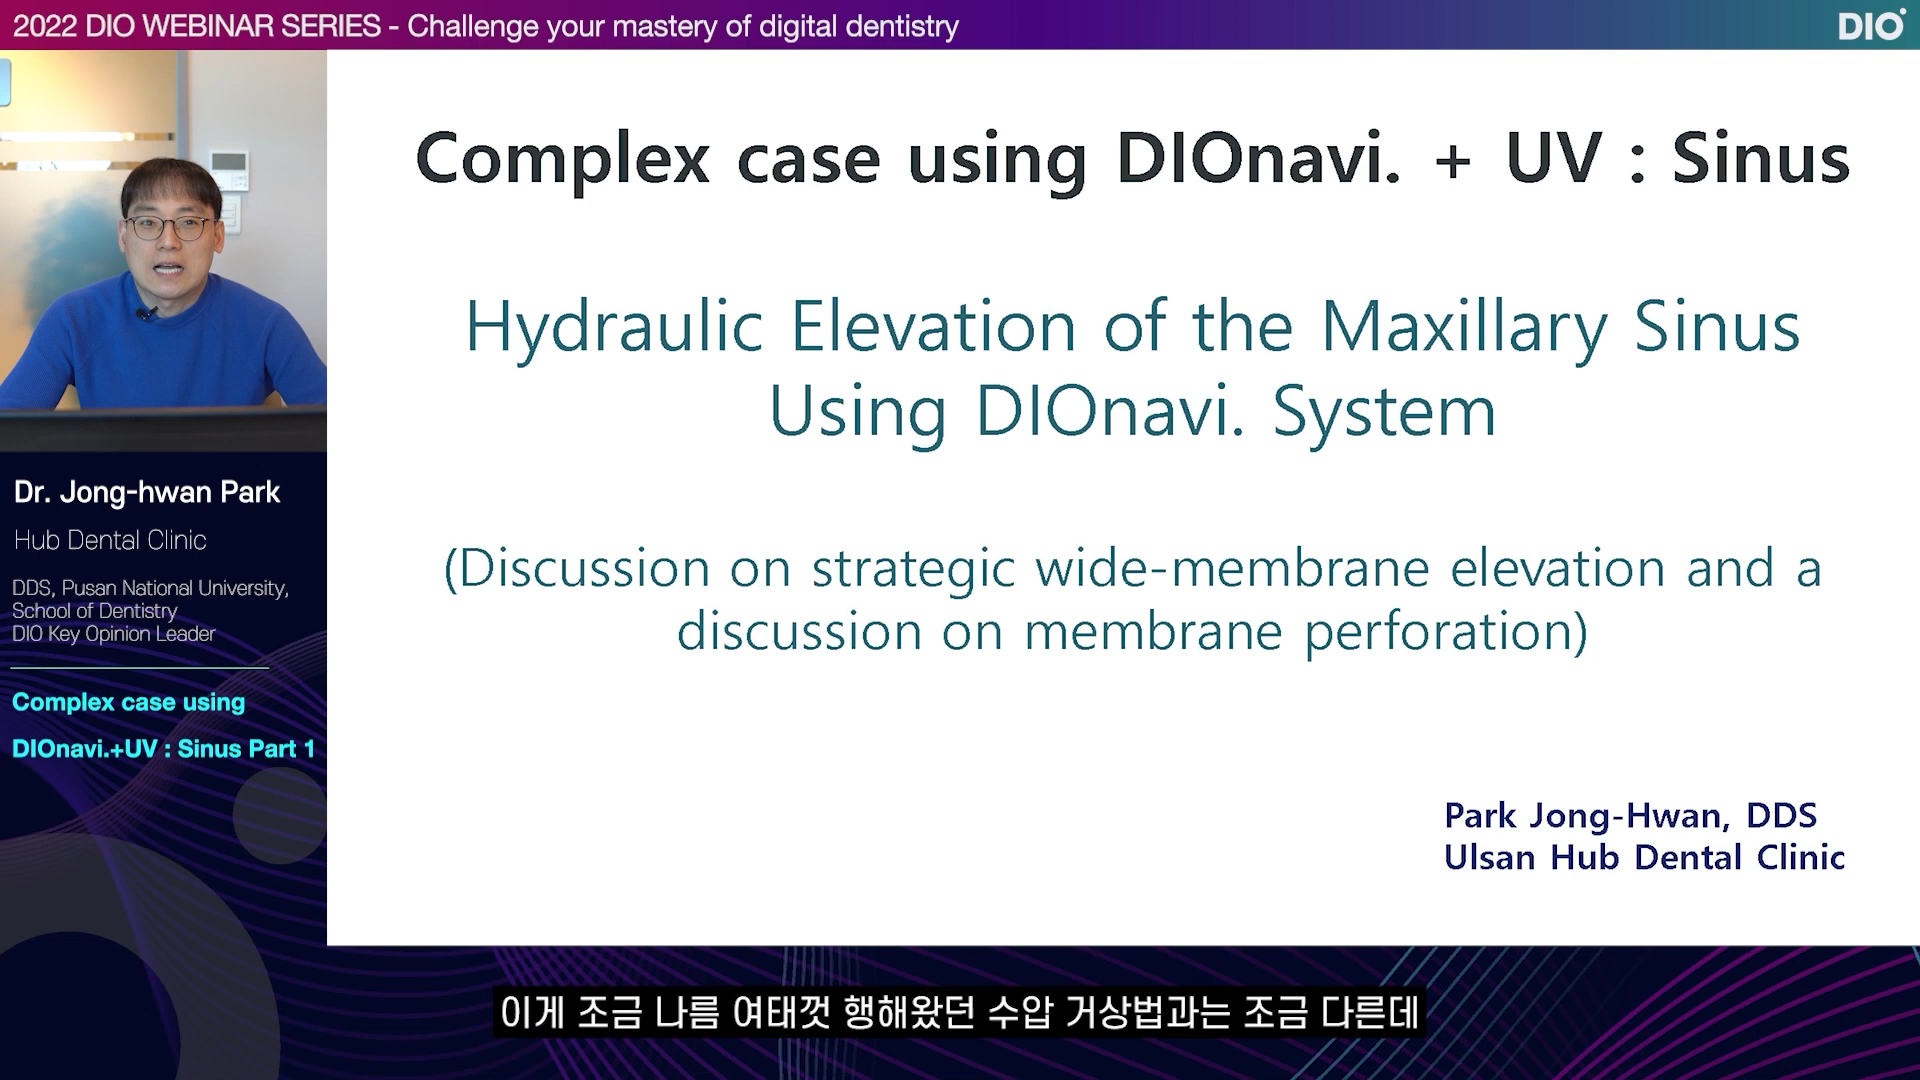 2022 DIO WEBINAR SERIES - Challenge your mastery of digital dentistry
DIO
Complex case using DIOnavi. + UV : Sinus
Hydraulic Elevation of the Maxillary Sinus
Using DIOnavi. System
(Discussion on strategic wide-membrane elevation and a
discussion on membrane perforation)
Park Jong-Hwan, DDS
Ulsan Hub Dental Clinic
Dr. Jong-hwan Park
Hub Dental Clinic
DDS, Pusan National University,
School of Dentistry
DIO Key Opinion Leader
Complex case using
DIOnavi.+UV : Sinus Part 1
이게 조금 나름 여태껏 행해왔던 수압 거상법과는 조금 다른데